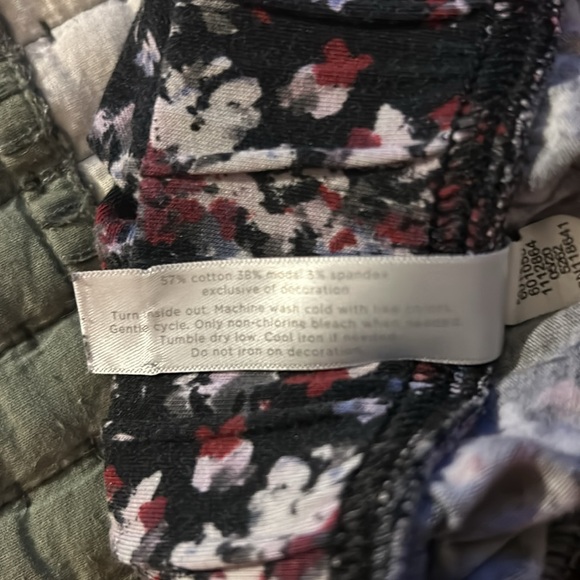 57% cotton 38% modal 3% spandex
exclusive of decoration
Turn inside out. Machine wash cold with like colors.
Gentle cycle. Only non-chlorine bleach when needed.
Tumble dry low. Cool iron if needed.
Do not iron on decoration.